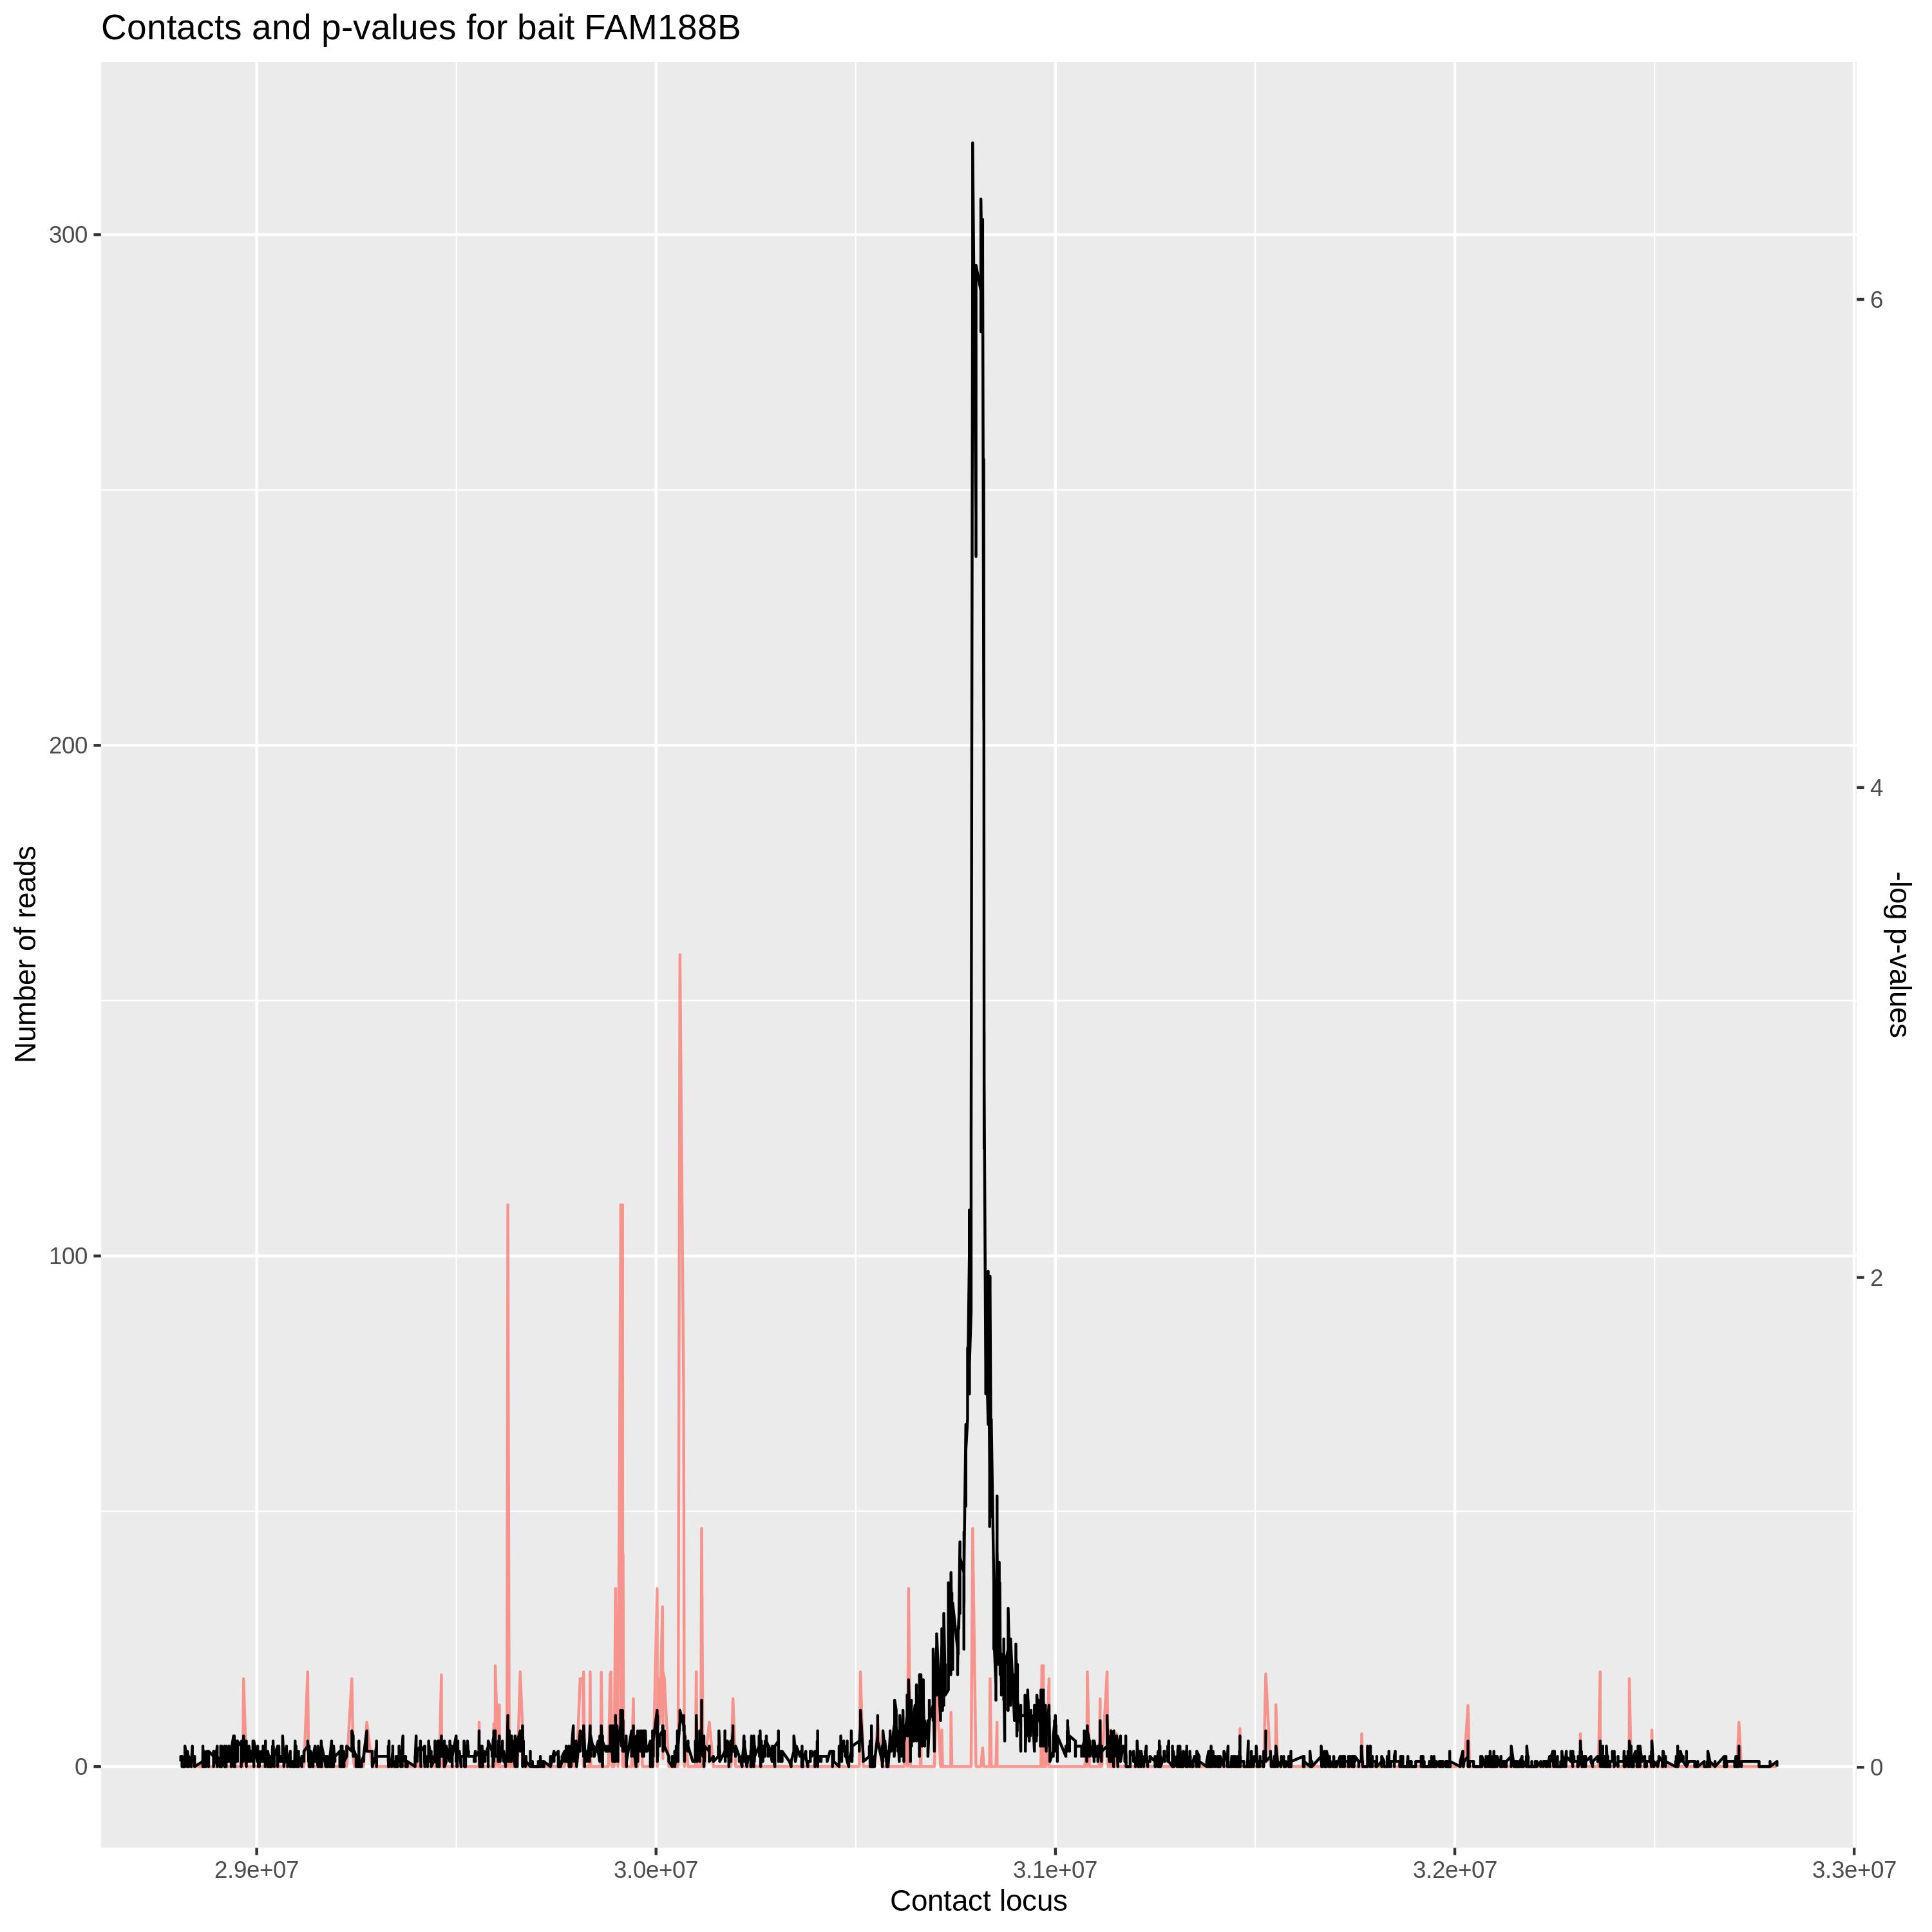 Contacts and p-values for bait FAM188B
300
200
100
0
Number of reads
6
4
2
0
-log p-values
2.9e+07
3.0e+07
3.1e+07
3.2e+07
3.3e+07
Contact locus